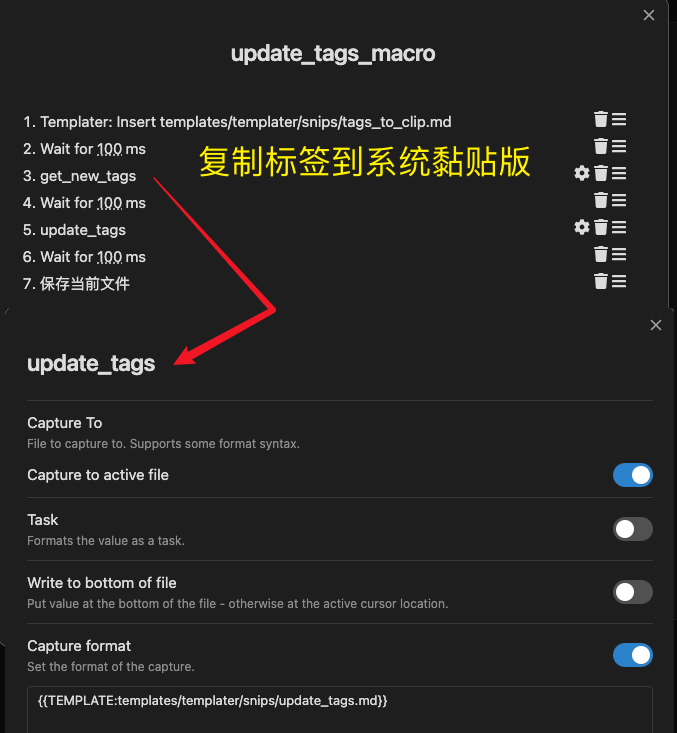 update_tags_macro
1. Templater: Insert templates/templater/snips/tags_to_clip.md
2. Wait for 100 ms
复制标签到系统黏贴版
3. get_new_tags
4. Wait for 100 ms
5. update_tags
6. Wait for 100 ms
7. 保存当前文件
update_tags
Capture To
File to capture to. Supports some format syntax.
Capture to active file
Task
Formats the value as a task.
Write to bottom of file
Put value at the bottom of the file - otherwise at the active cursor location.
Capture format
Set the format of the capture.
{{TEMPLATE:templates/templater/snips/update_tags.md}}